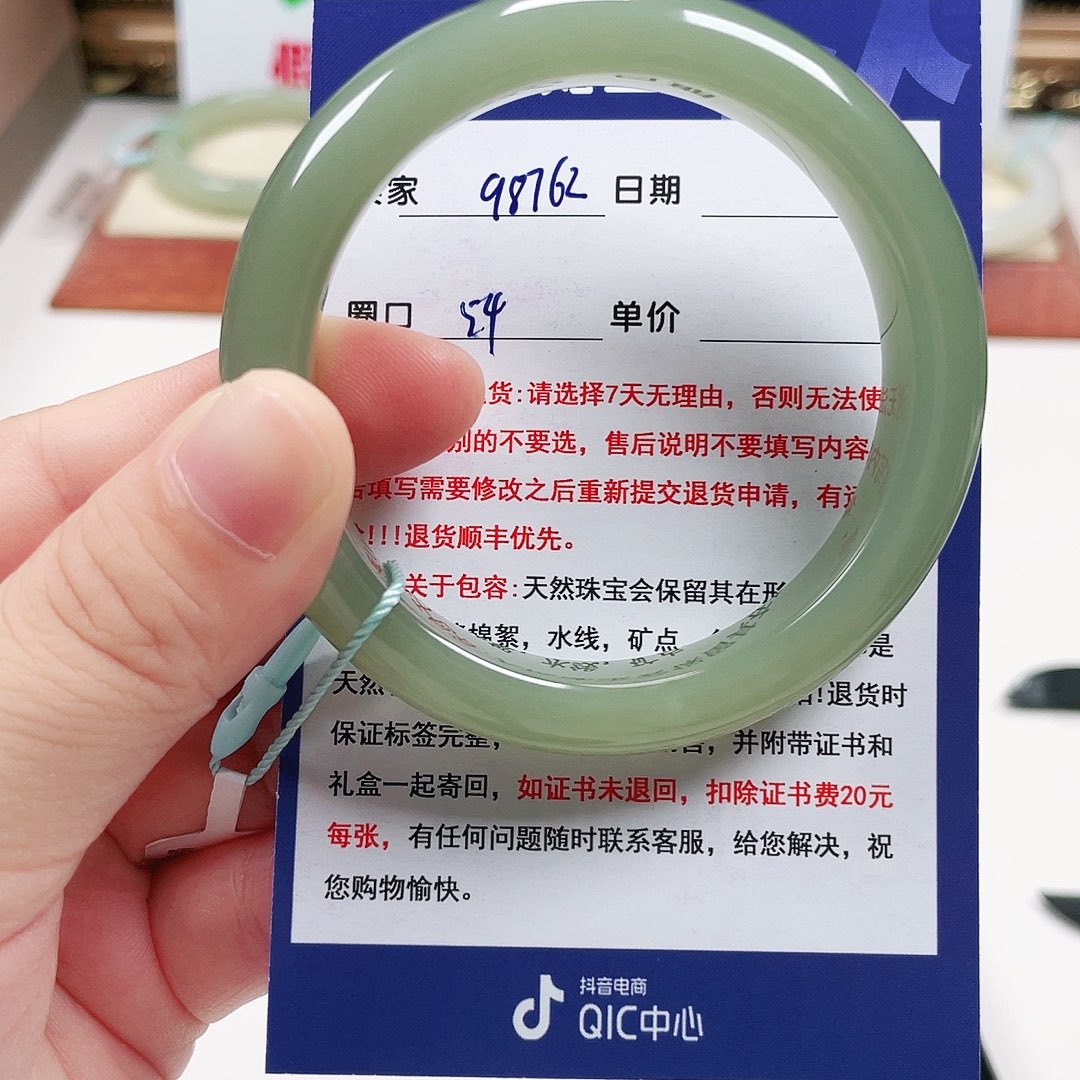 家 98762 日期
圈口 54 单价
货:请选择7天无理由，否则无法使
别的不要选，售后说明不要填写内容
填写需要修改之后重新提交退货申请，有
!!!退货顺丰优先。
关于包容:天然珠宝会保留其在形
棉絮，水线，矿点 是
天然 !退货时
保证标签完整， 并附带证书和
礼盒一起寄回，如证书未退回，扣除证书费20元
每张，有任何问题随时联系客服，给您解决，祝
您购物愉快。
抖音电商
QIC中心